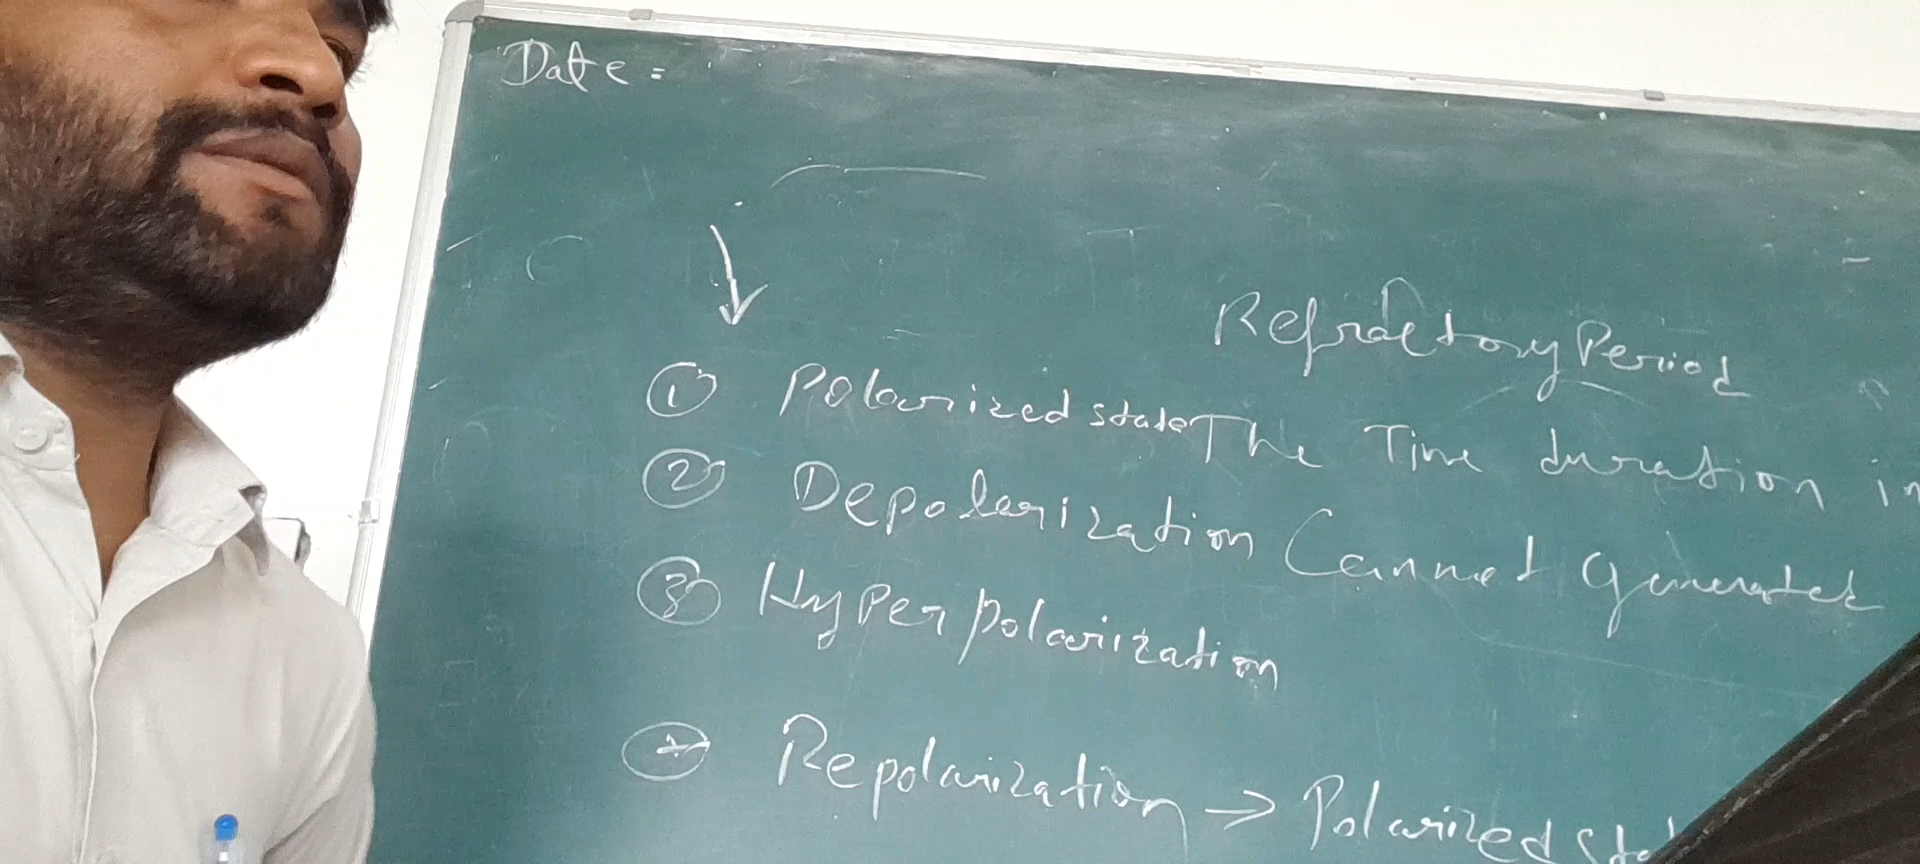 Date =
Refractory Period
① Polarized state The Time duration in
② Depolarization Cannot generated
③ Hyper polarization
④ Repolarization → Polarized sta